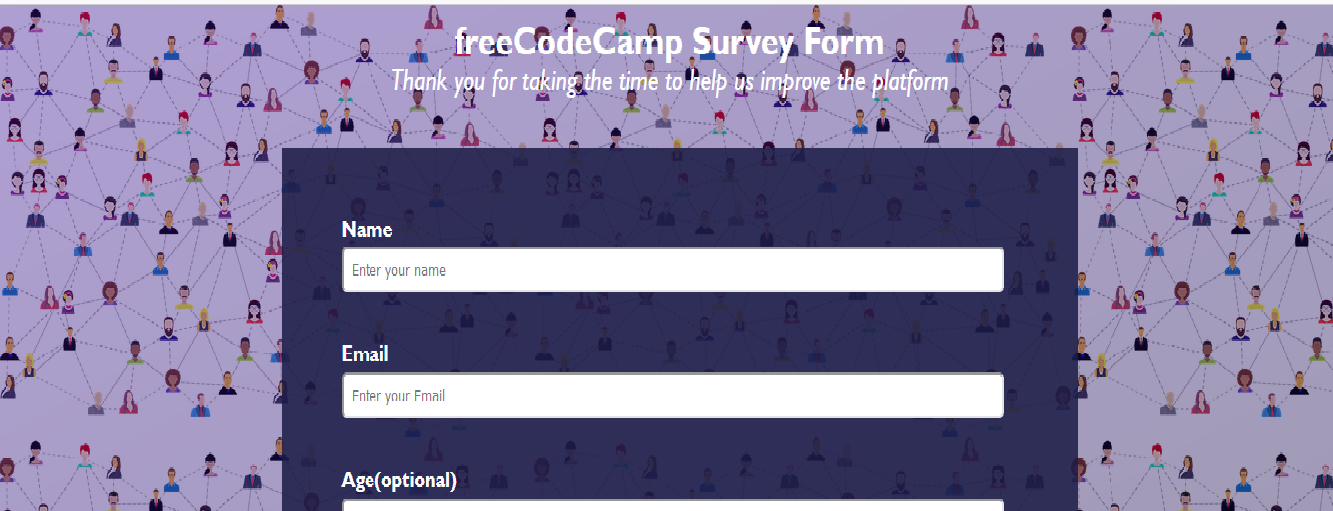 freeCodeCamp Survey Form
Thank you for taking the time to help us improve the platform
Name
Enter your name
Email
Enter your Email
Age(optional)